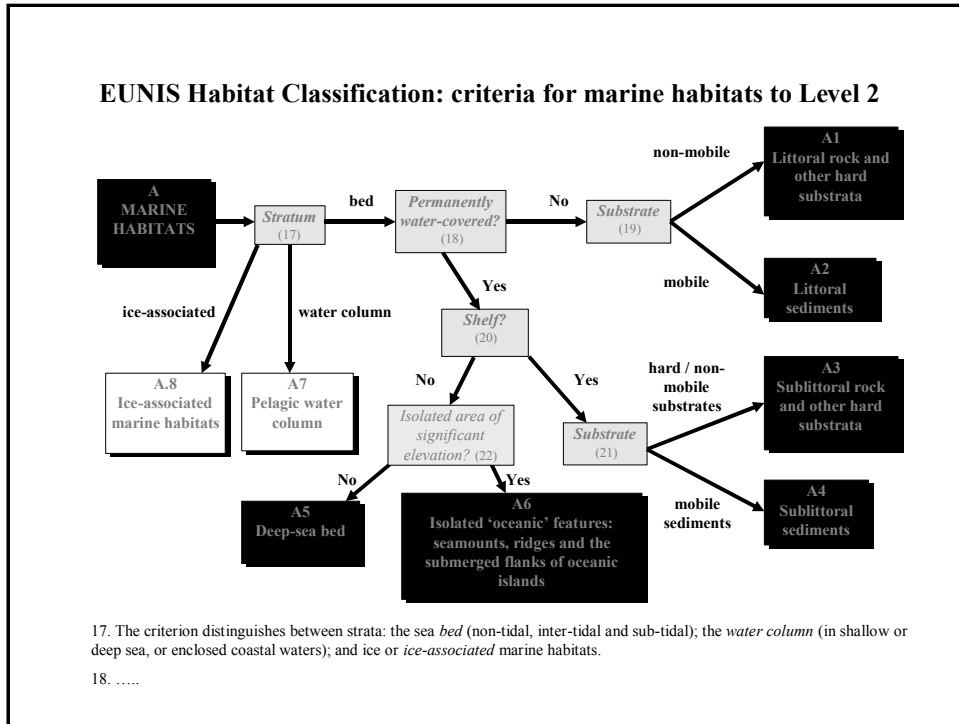 EUNIS Habitat Classification: criteria for marine habitats to Level 2
A
MARINE
HABITATS
Stratum
(17)
bed
Permanently
water-covered?
(18)
No
Substrate
(19)
non-mobile
A1
Littoral rock and
other hard
substrata
mobile
A2
Littoral
sediments
ice-associated
water column
Yes
Shelf?
(20)
A.8
Ice-associated
marine habitats
A7
Pelagic water
column
No
Yes
Isolated area of
significant
elevation? (22)
Substrate
(21)
hard / non-
mobile
substrates
A3
Sublittoral rock
and other hard
substrata
mobile
sediments
A4
Sublittoral
sediments
No
Yes
A5
Deep-sea bed
A6
Isolated ‘oceanic’ features:
seamounts, ridges and the
submerged flanks of oceanic
islands
17. The criterion distinguishes between strata: the sea bed (non-tidal, inter-tidal and sub-tidal); the water column (in shallow or
deep sea, or enclosed coastal waters); and ice or ice-associated marine habitats.
18. …..